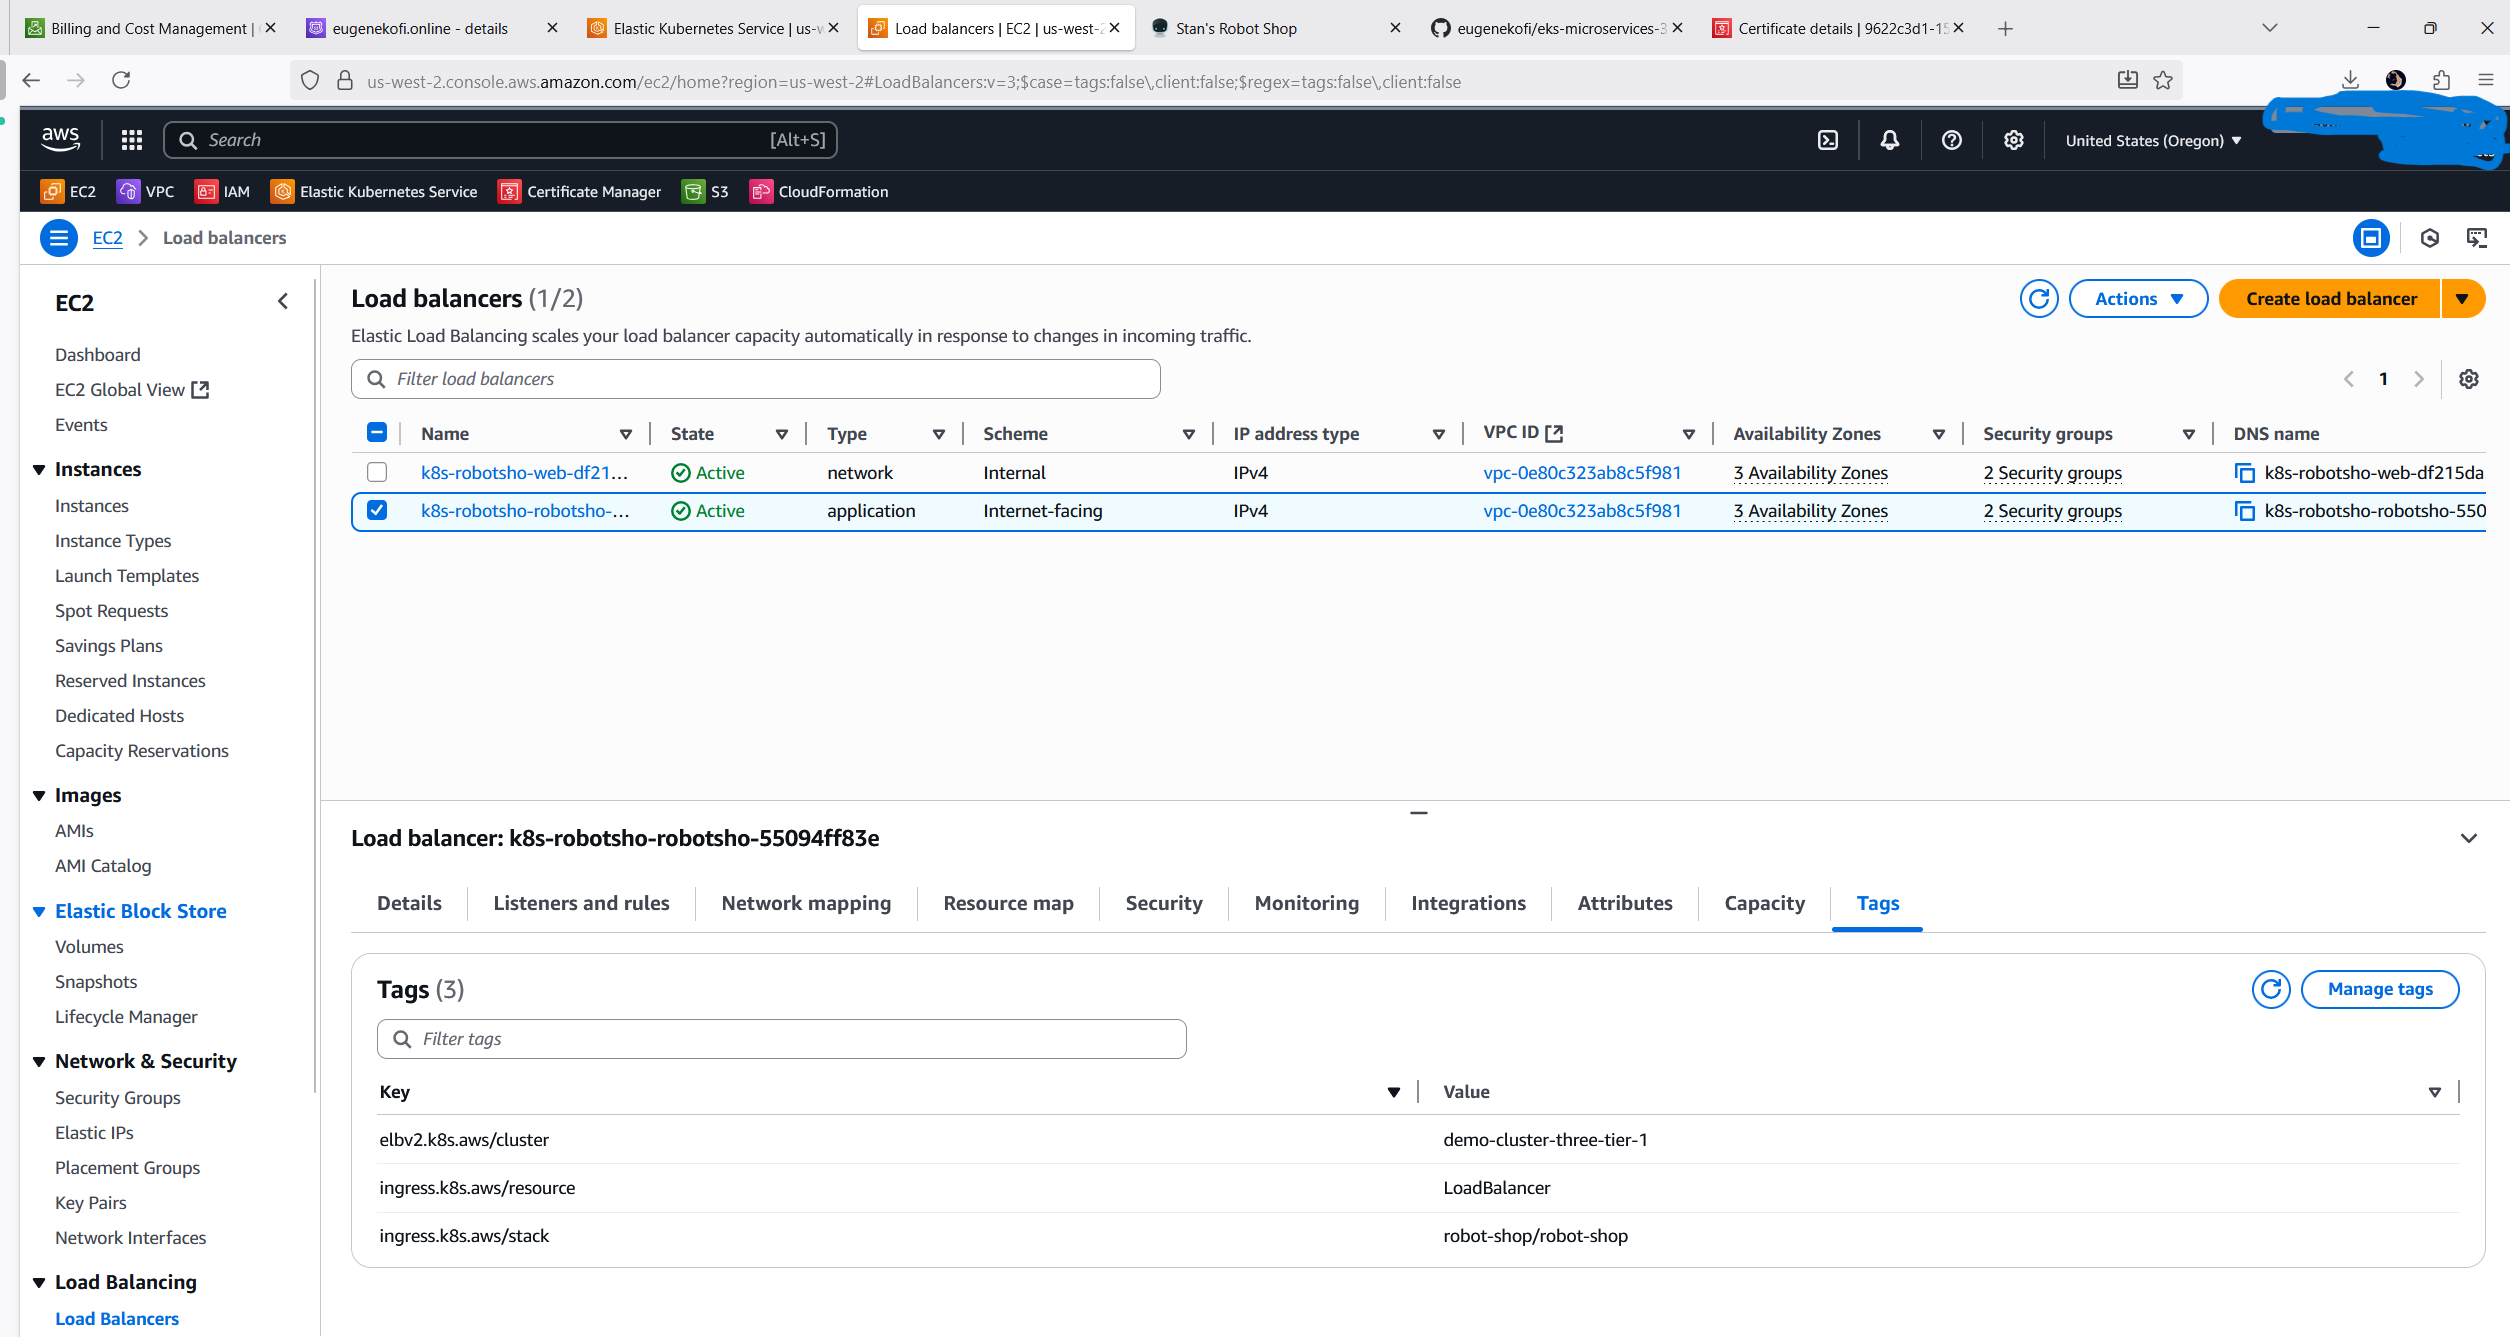 Billing and Cost Management |
eugenekofi.online - details
Elastic Kubernetes Service | us-w
Load balancers | EC2 | us-west-2
Stan's Robot Shop
eugenekofi/eks-microservices-3
Certificate details | 9622c3d1-15
us-west-2.console.aws.amazon.com/ec2/home?region=us-west-2#LoadBalancers:v=3;$case=tags:false\,client:false;$regex=tags:false\,client:false
aws
Search
[Alt+S]
United States (Oregon)
EC2
VPC
IAM
Elastic Kubernetes Service
Certificate Manager
S3
CloudFormation
EC2 > Load balancers
EC2
Dashboard
EC2 Global View
Events
Instances
Instances
Instance Types
Launch Templates
Spot Requests
Savings Plans
Reserved Instances
Dedicated Hosts
Capacity Reservations
Images
AMIs
AMI Catalog
Elastic Block Store
Volumes
Snapshots
Lifecycle Manager
Network & Security
Security Groups
Elastic IPs
Placement Groups
Key Pairs
Network Interfaces
Load Balancing
Load Balancers
Load balancers (1/2)
Actions
Create load balancer
Elastic Load Balancing scales your load balancer capacity automatically in response to changes in incoming traffic.
Filter load balancers
1
Name State Type Scheme IP address type VPC ID Availability Zones Security groups DNS name
k8s-robotsho-web-df21... Active network Internal IPv4 vpc-0e80c323ab8c5f981 3 Availability Zones 2 Security groups k8s-robotsho-web-df215da
k8s-robotsho-robotsho-... Active application Internet-facing IPv4 vpc-0e80c323ab8c5f981 3 Availability Zones 2 Security groups k8s-robotsho-robotsho-550
Load balancer: k8s-robotsho-robotsho-55094ff83e
Details Listeners and rules Network mapping Resource map Security Monitoring Integrations Attributes Capacity Tags
Tags (3)
Manage tags
Filter tags
Key Value
elbv2.k8s.aws/cluster demo-cluster-three-tier-1
ingress.k8s.aws/resource LoadBalancer
ingress.k8s.aws/stack robot-shop/robot-shop